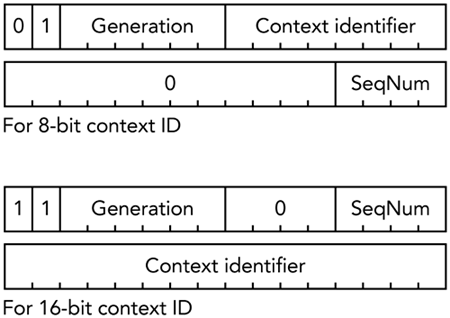 0 1 Generation Context identifier
0 SeqNum
For 8-bit context ID
1 1 Generation 0 SeqNum
Context identifier
For 16-bit context ID